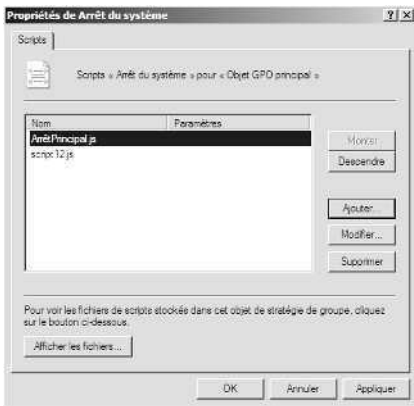 Propriétés de Arrêt du système
Scripts
Scripts « Arrêt du système » pour « Objet GPO principal »
Nom Paramètres
ArrêtPrincipal.js
script12.js
Monter
Descendre
Ajouter...
Modifier...
Supprimer
Pour voir les fichiers de scripts stockés dans cet objet de stratégie de groupe, cliquez
sur le bouton ci-dessous.
Afficher les fichiers...
OK Annuler Appliquer